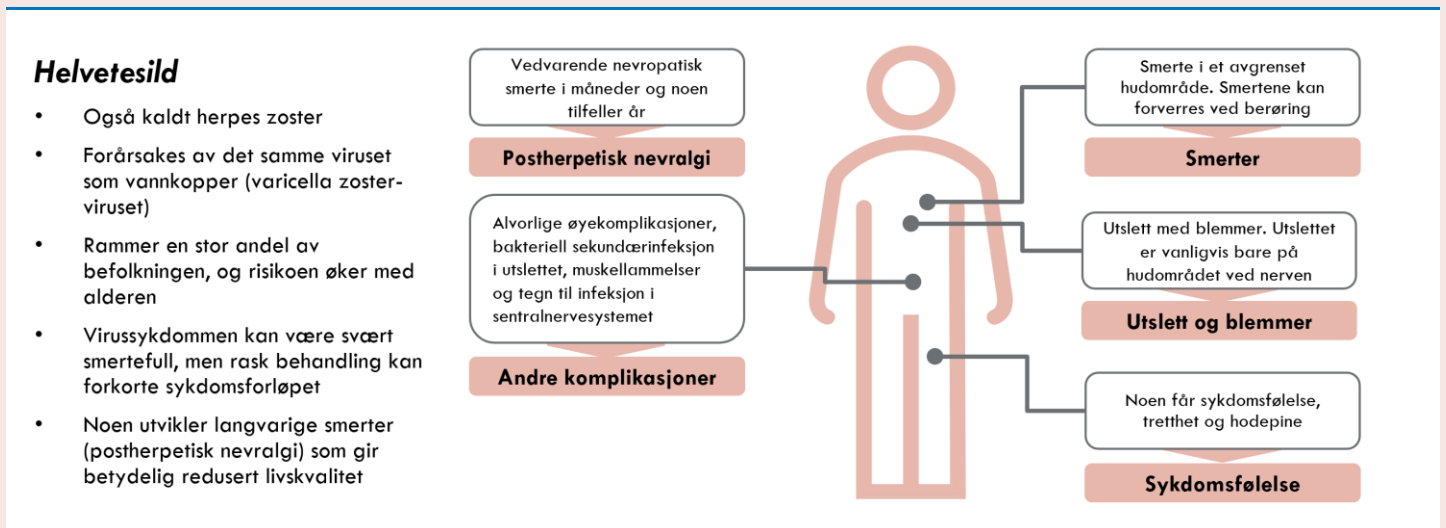 Helvetesild
• Også kaldt herpes zoster
• Forårsakes av det samme viruset
som vannkopper (varicella zoster-
viruset)
• Rammer en stor andel av
befolkningen, og risikoen øker med
alderen
• Virussykdommen kan være svært
smertefull, men rask behandling kan
forkorte sykdomsforløpet
• Noen utvikler langvarige smerter
(postherpetisk nevralgi) som gir
betydelig redusert livskvalitet
Vedvarende nevropatisk
smerte i måneder og noen
tilfeller år
Postherpetisk nevralgi
Alvorlige øyekomplikasjoner,
bakteriell sekundærinfeksjon
i utslettet, muskellammelser
og tegn til infeksjon i
sentralnervesystemet
Andre komplikasjoner
Smerte i et avgrenset
hudområde. Smertene kan
forverres ved berøring
Smerter
Utslett med blemmer. Utslettet
er vanligvis bare på
hudområdet ved nerven
Utslett og blemmer
Noen får sykdomsfølelse,
tretthet og hodepine
Sykdomsfølelse